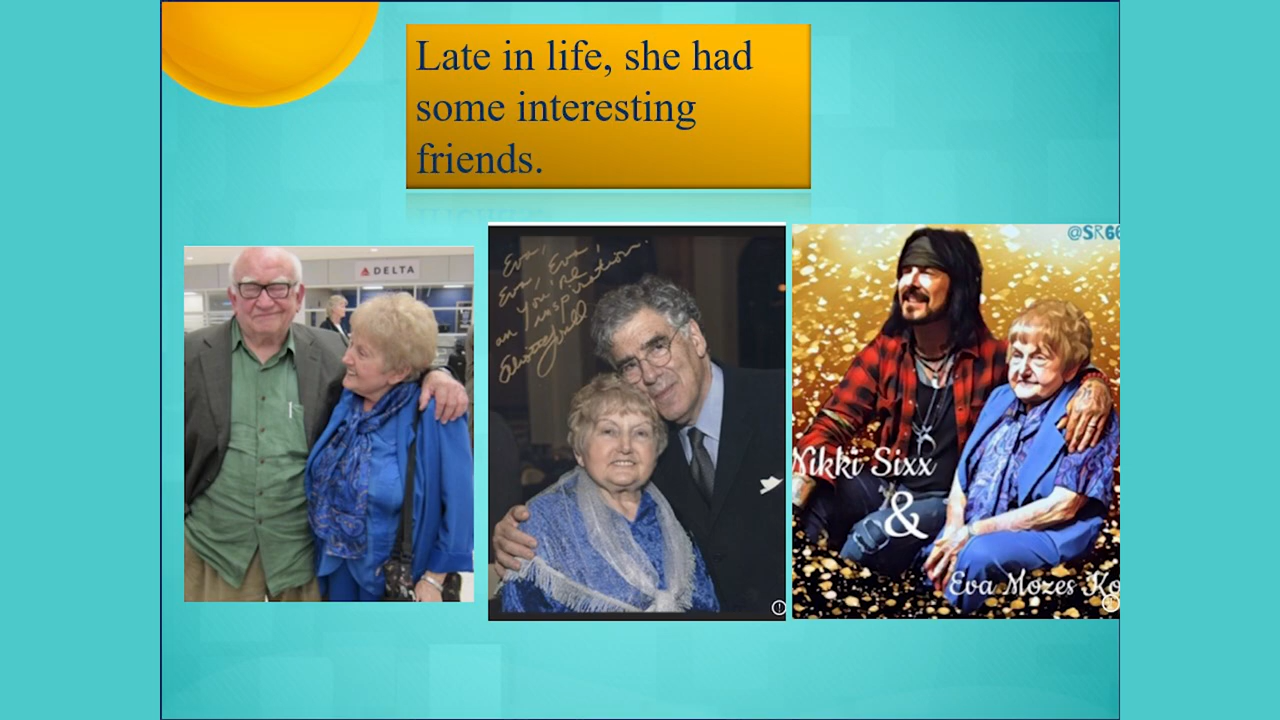 Late in life, she had
some interesting
friends.
DELTA
Eva,
Eva, Eva,
you're
an inspiration
@SR66
Nikki Sixx
&
Eva Mozes Ko